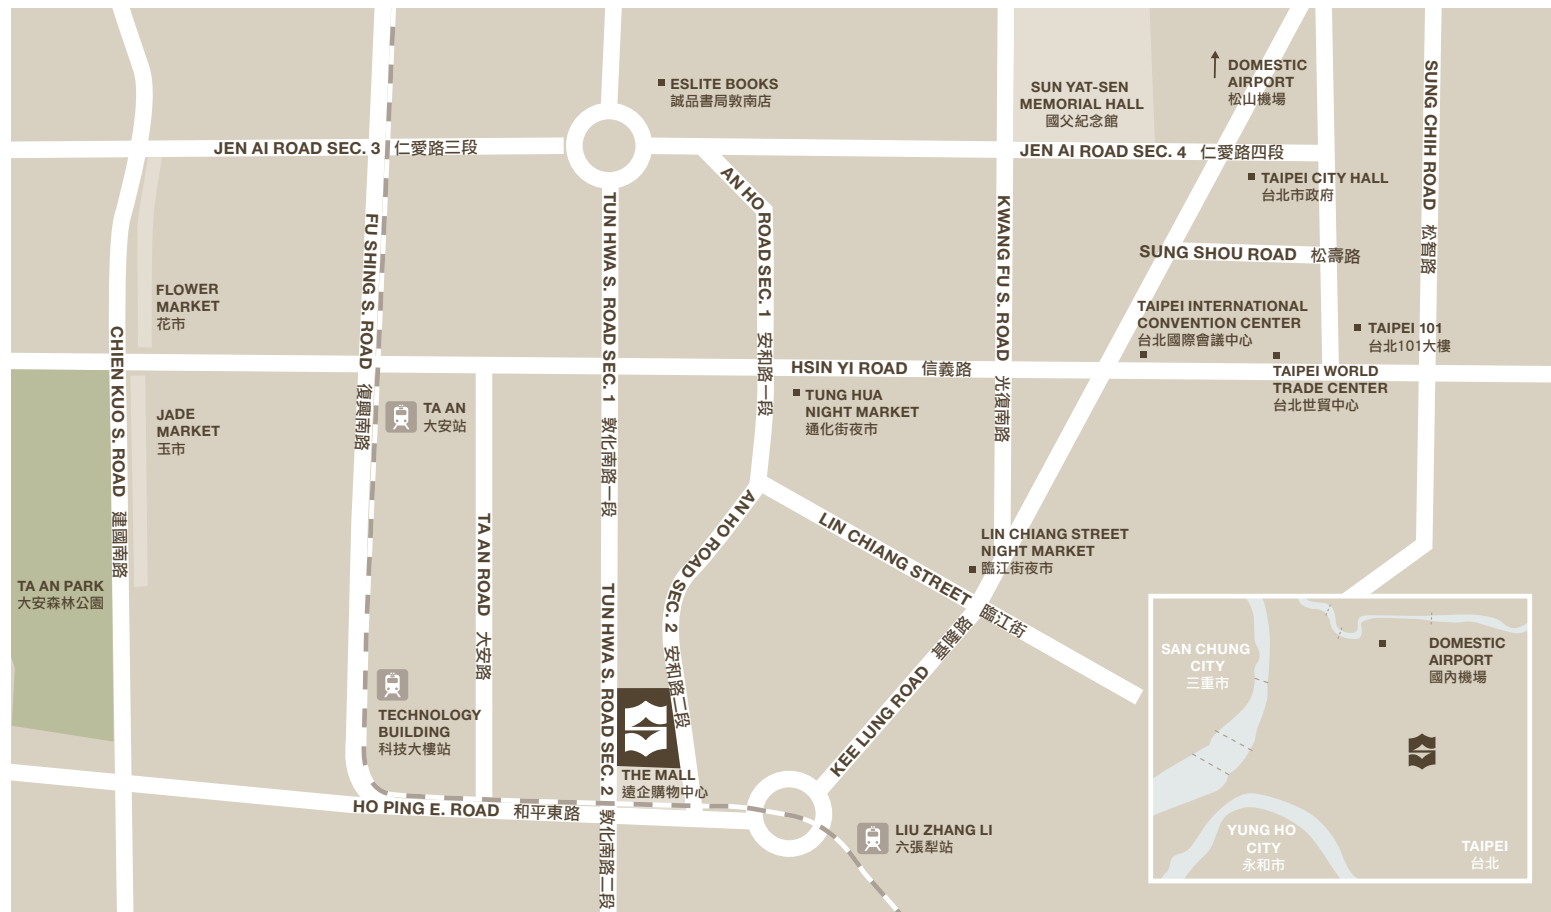 ESLITE BOOKS
誠品書局敦南店
SUN YAT-SEN
MEMORIAL HALL
國父紀念館
DOMESTIC
AIRPORT
松山機場
JEN AI ROAD SEC. 3 仁愛路三段
JEN AI ROAD SEC. 4 仁愛路四段
TAIPEI CITY HALL
台北市政府
SUNG CHIH ROAD 松智路
AN HO ROAD SEC. 1 安和路一段
FU SHING S. ROAD 復興南路
TUN HWA S. ROAD SEC. 1 敦化南路一段
KWANG FU S. ROAD 光復南路
SUNG SHOU ROAD 松壽路
FLOWER
MARKET
花市
CHIEN KUO S. ROAD 建國南路
TAIPEI INTERNATIONAL
CONVENTION CENTER
台北國際會議中心
TAIPEI 101
台北101大樓
HSIN YI ROAD 信義路
TAIPEI WORLD
TRADE CENTER
台北世貿中心
TUNG HUA
NIGHT MARKET
通化街夜市
JADE
MARKET
玉市
TA AN
大安站
TA AN ROAD 大安路
AN HO ROAD SEC. 2 安和路二段
LIN CHIANG STREET 臨江街
LIN CHIANG STREET
NIGHT MARKET
臨江街夜市
TA AN PARK
大安森林公園
TUN HWA S. ROAD SEC. 2 敦化南路二段
KEE LUNG ROAD 基隆路
TECHNOLOGY
BUILDING
科技大樓站
THE MALL
遠企購物中心
HO PING E. ROAD 和平東路
LIU ZHANG LI
六張犁站
SAN CHUNG
CITY
三重市
DOMESTIC
AIRPORT
國內機場
YUNG HO
CITY
永和市
TAIPEI
台北